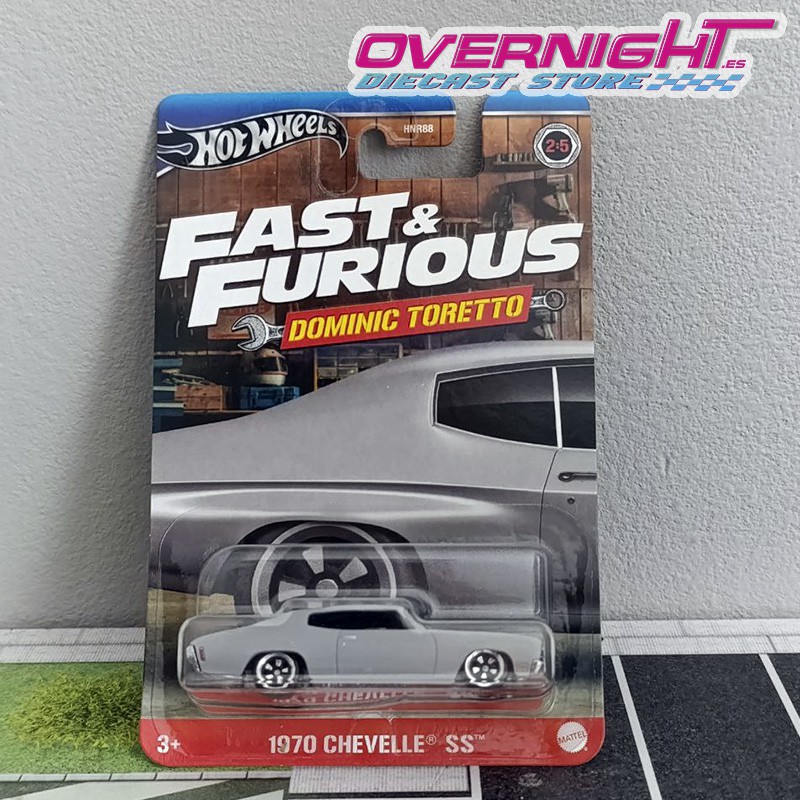 OVERNIGHT.ES
DIECAST STORE
HOT WHEELS
HNR88
2:5
FAST &
FURIOUS
DOMINIC TORETTO
3+
1970 CHEVELLE® SS™
MATTEL